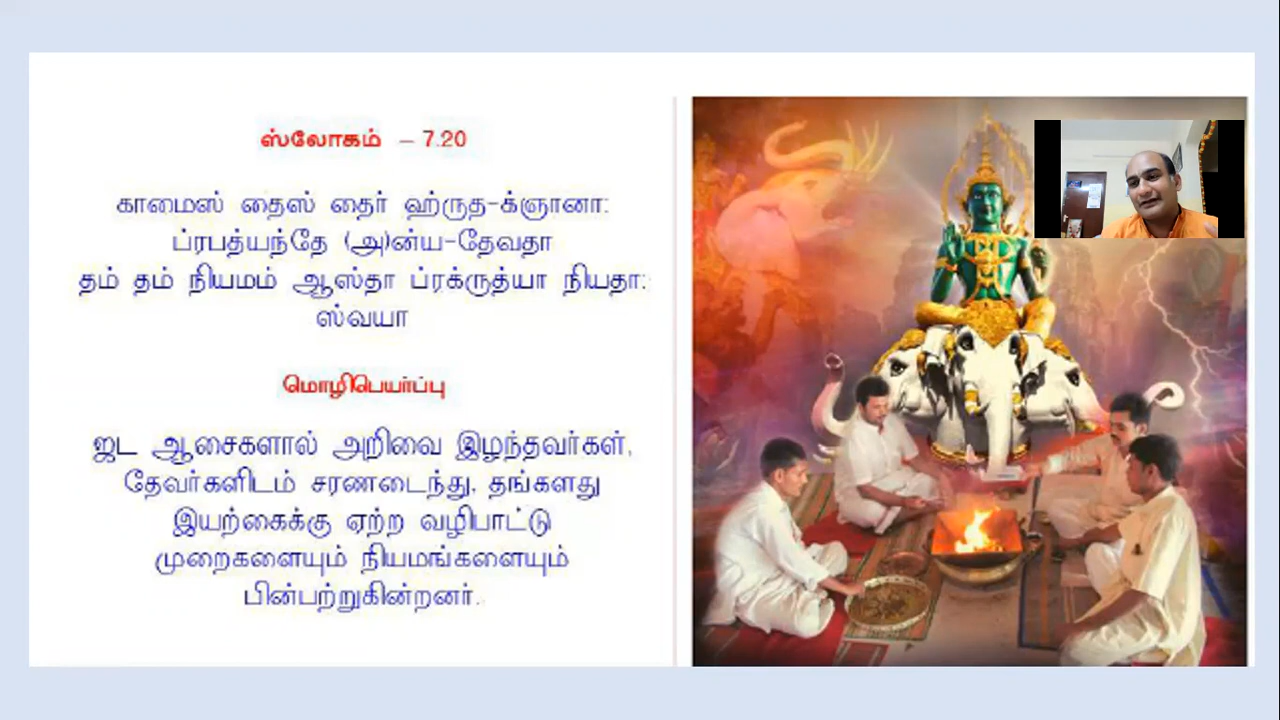 ஸ்லோகம் – 7.20
காமைஸ் தைஸ் தைர் ஹ்ருத-க்ஞானா:
ப்ரபத்யந்தே (அ)ன்ய-தேவதா
தம் தம் நியமம் ஆஸ்தா ப்ரக்ருத்யா நியதா:
ஸ்வயா
மொழிபெயர்ப்பு
ஜட ஆசைகளால் அறிவை இழந்தவர்கள்,
தேவர்களிடம் சரணடைந்து, தங்களது
இயற்கைக்கு ஏற்ற வழிபாட்டு
முறைகளையும் நியமங்களையும்
பின்பற்றுகின்றனர்.